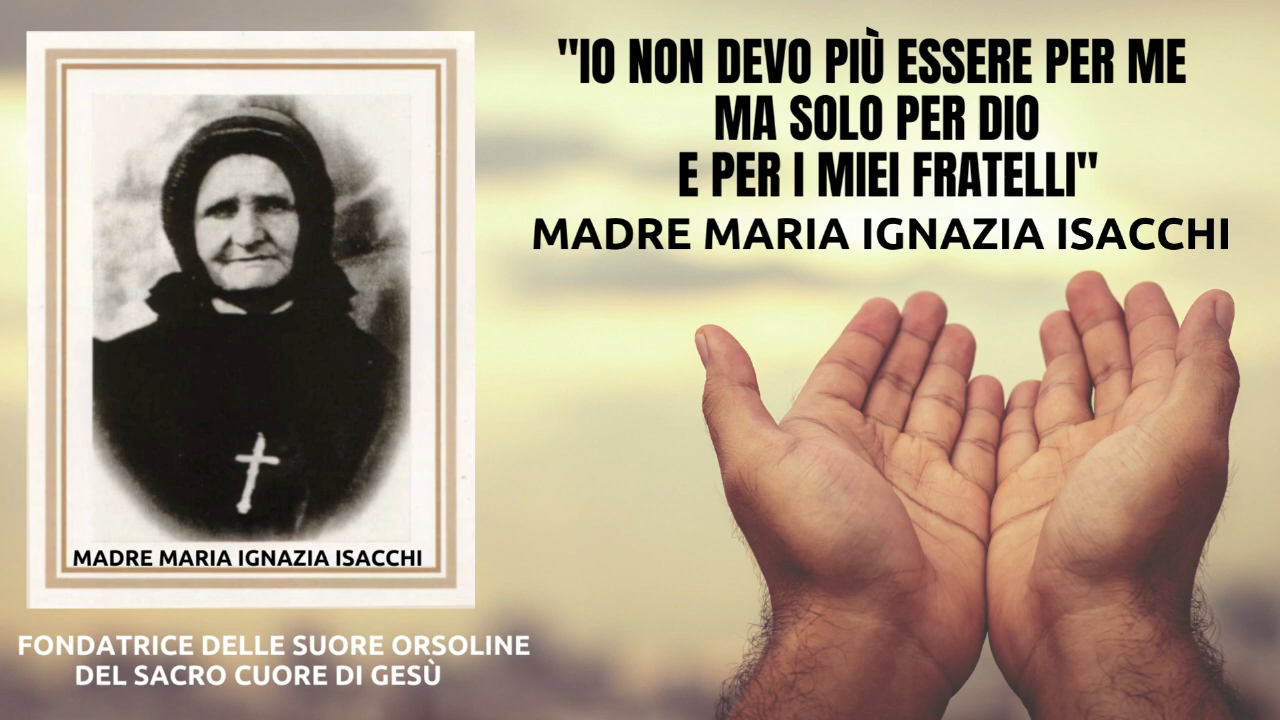 "IO NON DEVO PIÙ ESSERE PER ME
MA SOLO PER DIO
E PER I MIEI FRATELLI"
MADRE MARIA IGNAZIA ISACCHI
MADRE MARIA IGNAZIA ISACCHI
FONDATRICE DELLE SUORE ORSOLINE
DEL SACRO CUORE DI GESÙ